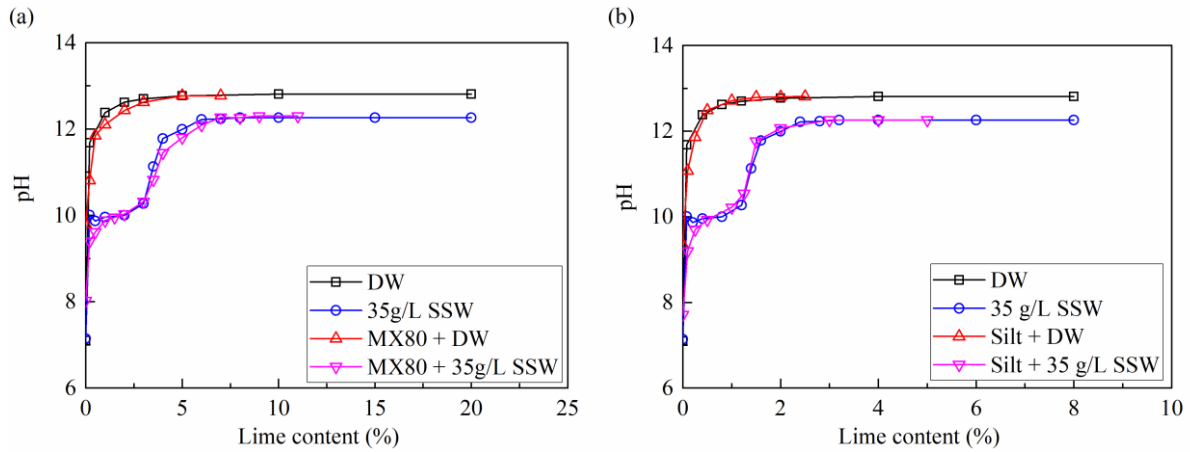 (a)
14
12
10
8
6
pH
0
5
10
15
20
25
Lime content (%)
DW
35g/L SSW
MX80 + DW
MX80 + 35g/L SSW
(b)
14
12
10
8
6
pH
0
2
4
6
8
10
Lime content (%)
DW
35 g/L SSW
Silt + DW
Silt + 35 g/L SSW